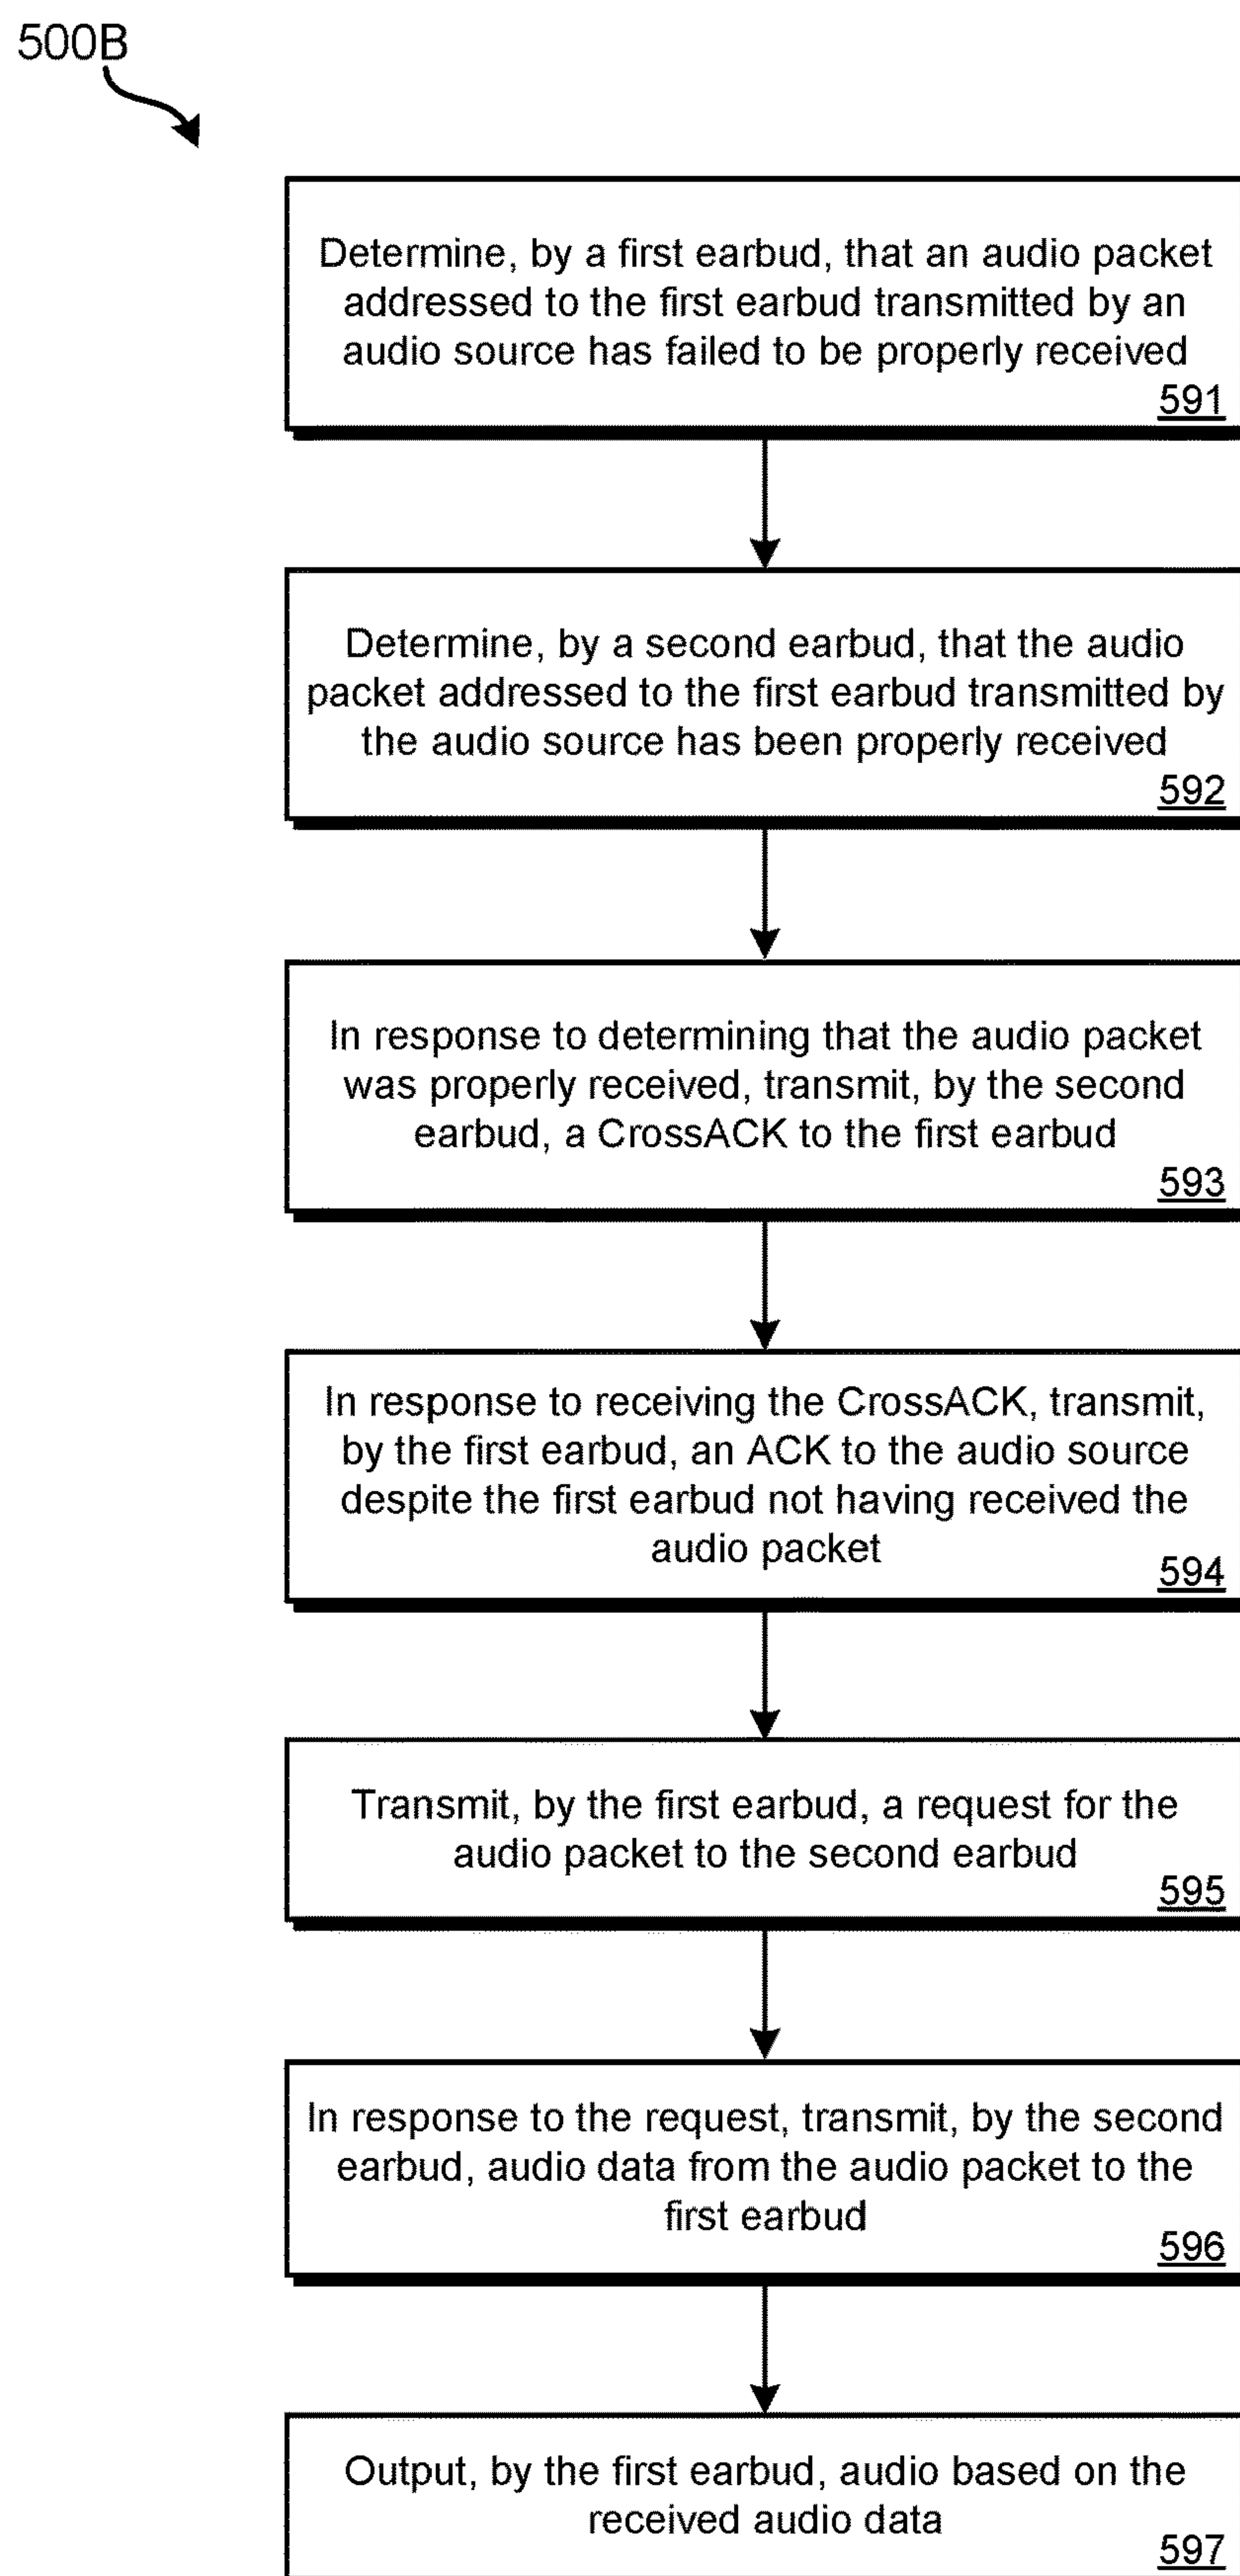 500B
Determine, by a first earbud, that an audio packet
addressed to the first earbud transmitted by an
audio source has failed to be properly received
591
Determine, by a second earbud, that the audio
packet addressed to the first earbud transmitted by
the audio source has been properly received
592
In response to determining that the audio packet
was properly received, transmit, by the second
earbud, a CrossACK to the first earbud
593
In response to receiving the CrossACK, transmit,
by the first earbud, an ACK to the audio source
despite the first earbud not having received the
audio packet
594
Transmit, by the first earbud, a request for the
audio packet to the second earbud
595
In response to the request, transmit, by the second
earbud, audio data from the audio packet to the
first earbud
596
Output, by the first earbud, audio based on the
received audio data
597